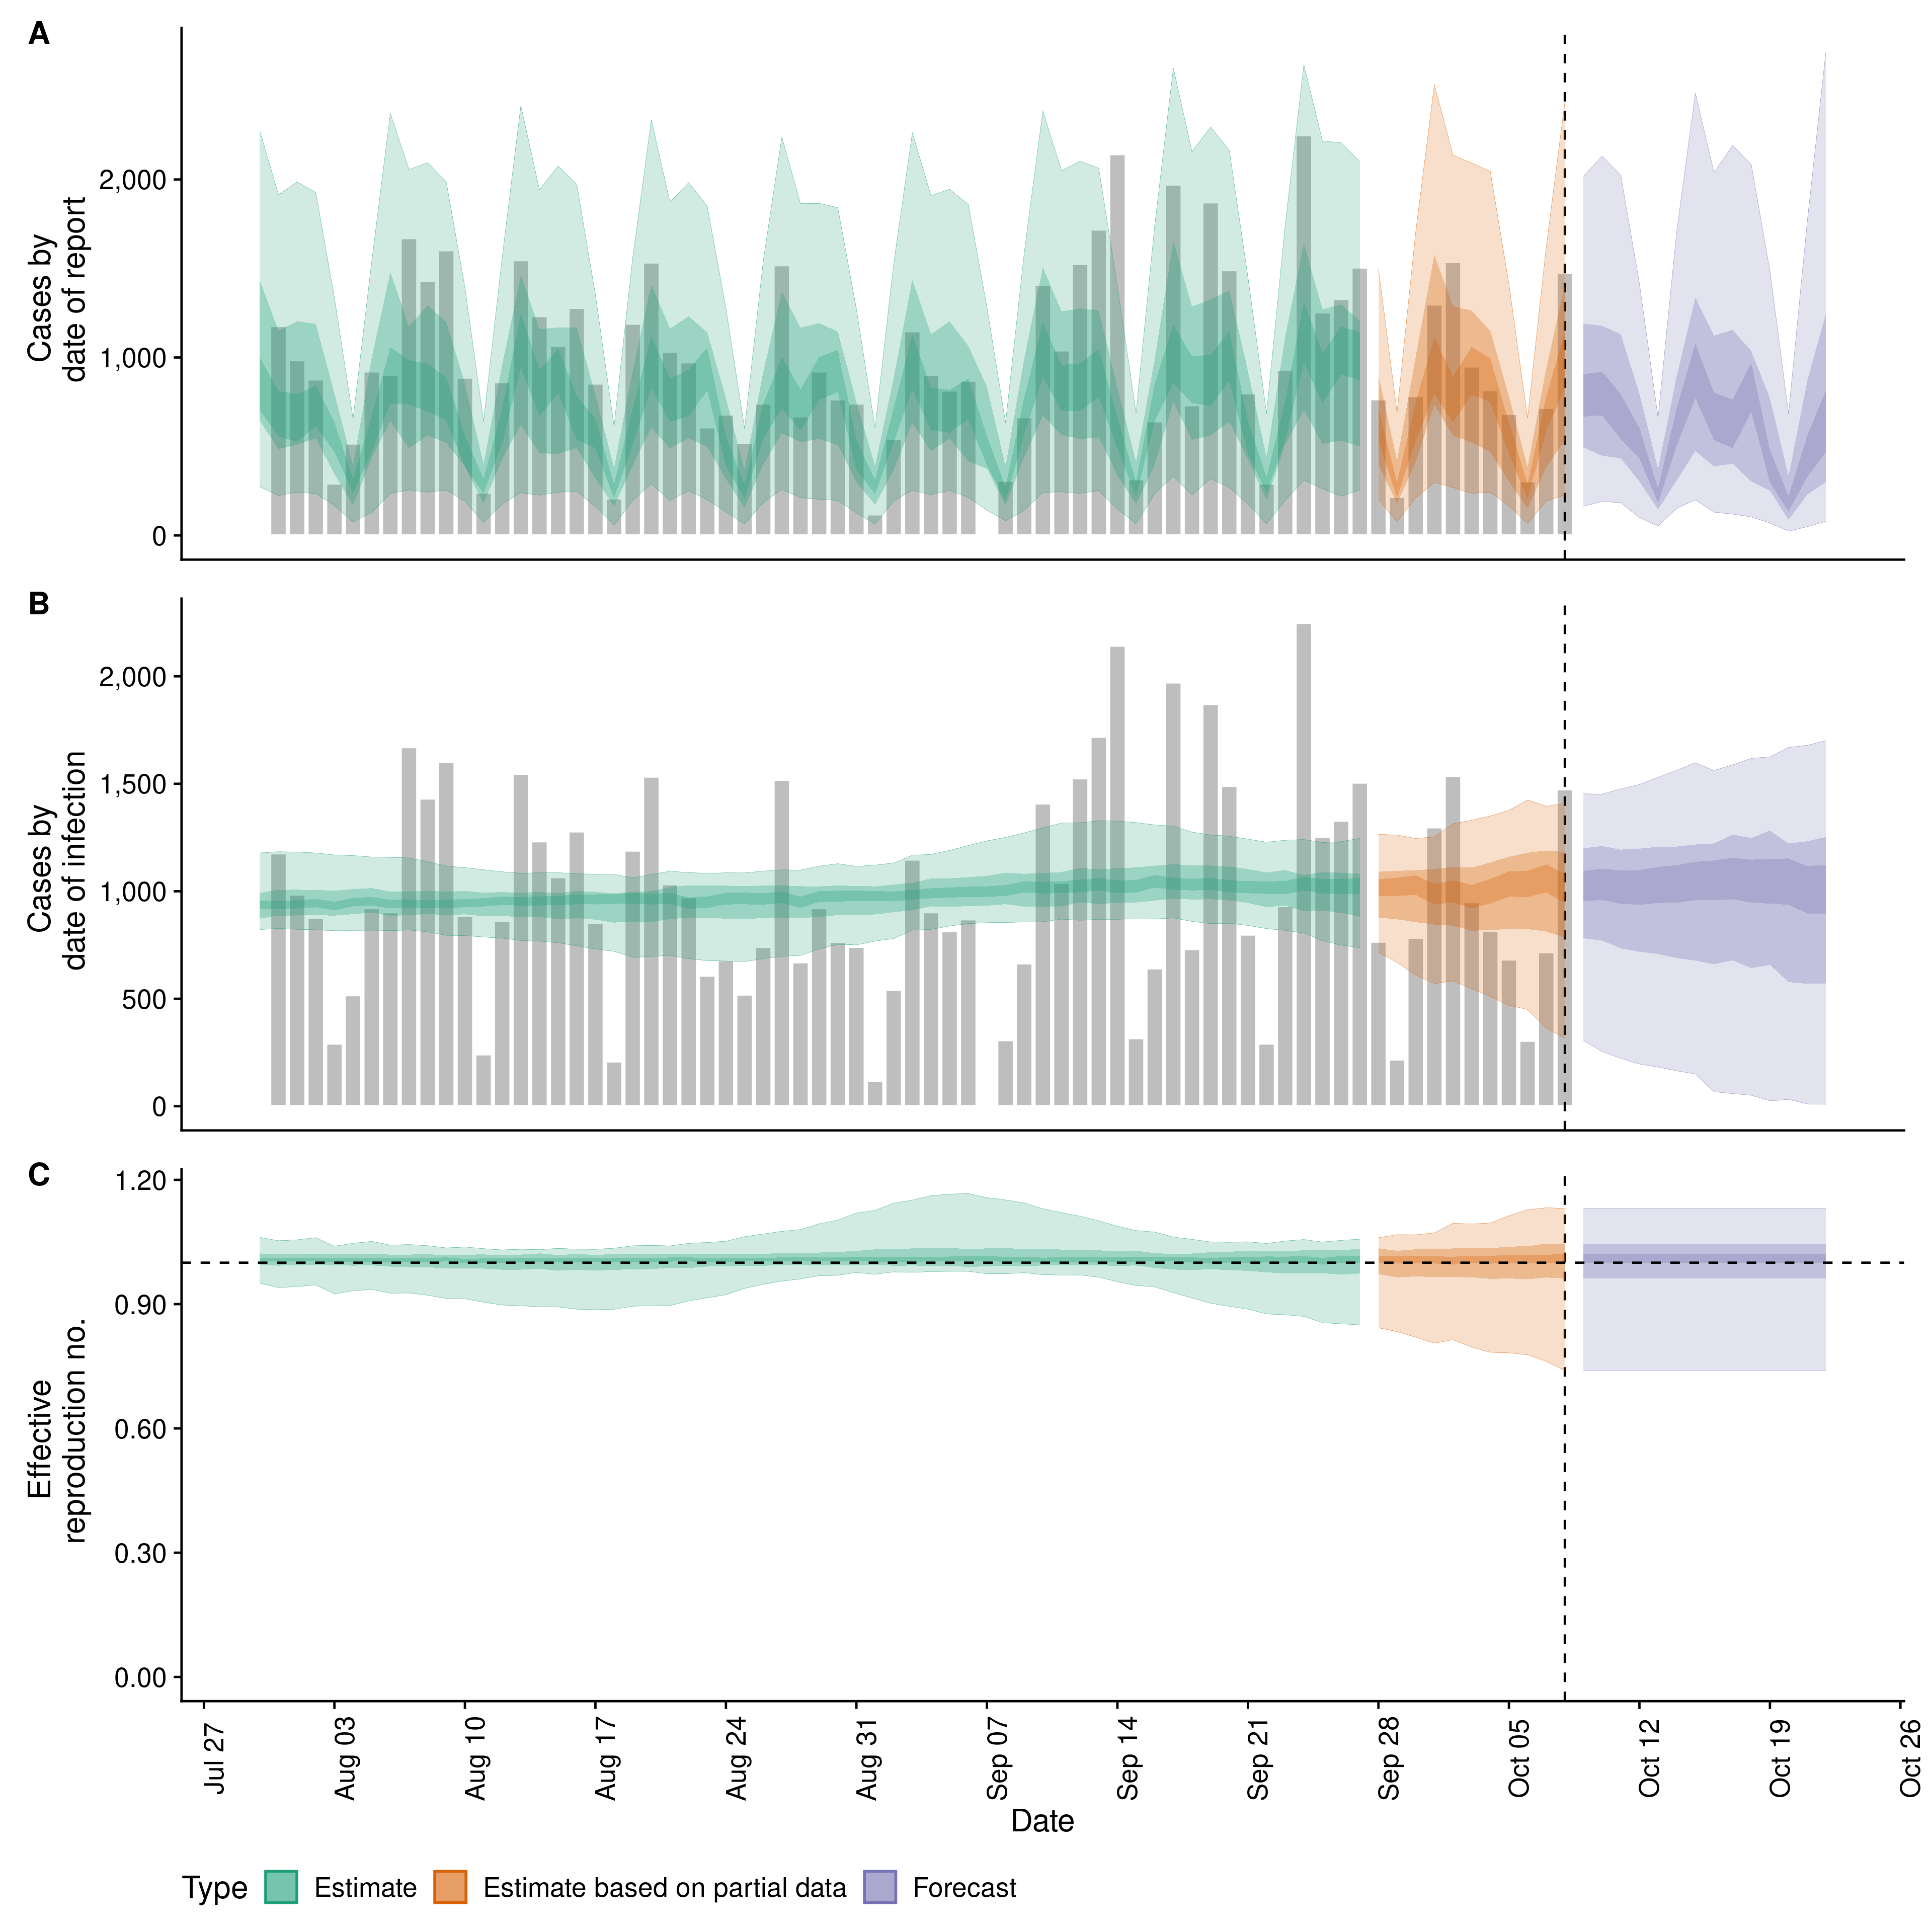 A
Cases by
date of report
2,000
1,000
0
B
Cases by
date of infection
2,000
1,500
1,000
500
0
C
Effective
reproduction no.
1.20
0.90
0.60
0.30
0.00
Jul 27
Aug 03
Aug 10
Aug 17
Aug 24
Aug 31
Sep 07
Sep 14
Sep 21
Sep 28
Oct 05
Oct 12
Oct 19
Oct 26
Date
Type Estimate Estimate based on partial data Forecast